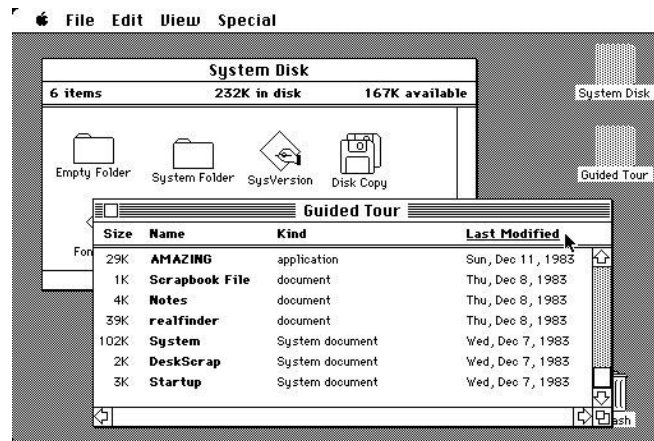 File Edit View Special
System Disk
6 items 232K in disk 167K available
System Disk
Empty Folder System Folder SysVersion Disk Copy
Guided Tour
Guided Tour
Size Name Kind Last Modified
Fon
29K AMAZING application Sun, Dec 11, 1983
1K Scrapbook File document Thu, Dec 8, 1983
4K Notes document Thu, Dec 8, 1983
39K realfinder document Thu, Dec 8, 1983
102K System System document Wed, Dec 7, 1983
2K DeskScrap System document Wed, Dec 7, 1983
3K Startup System document Wed, Dec 7, 1983
ash